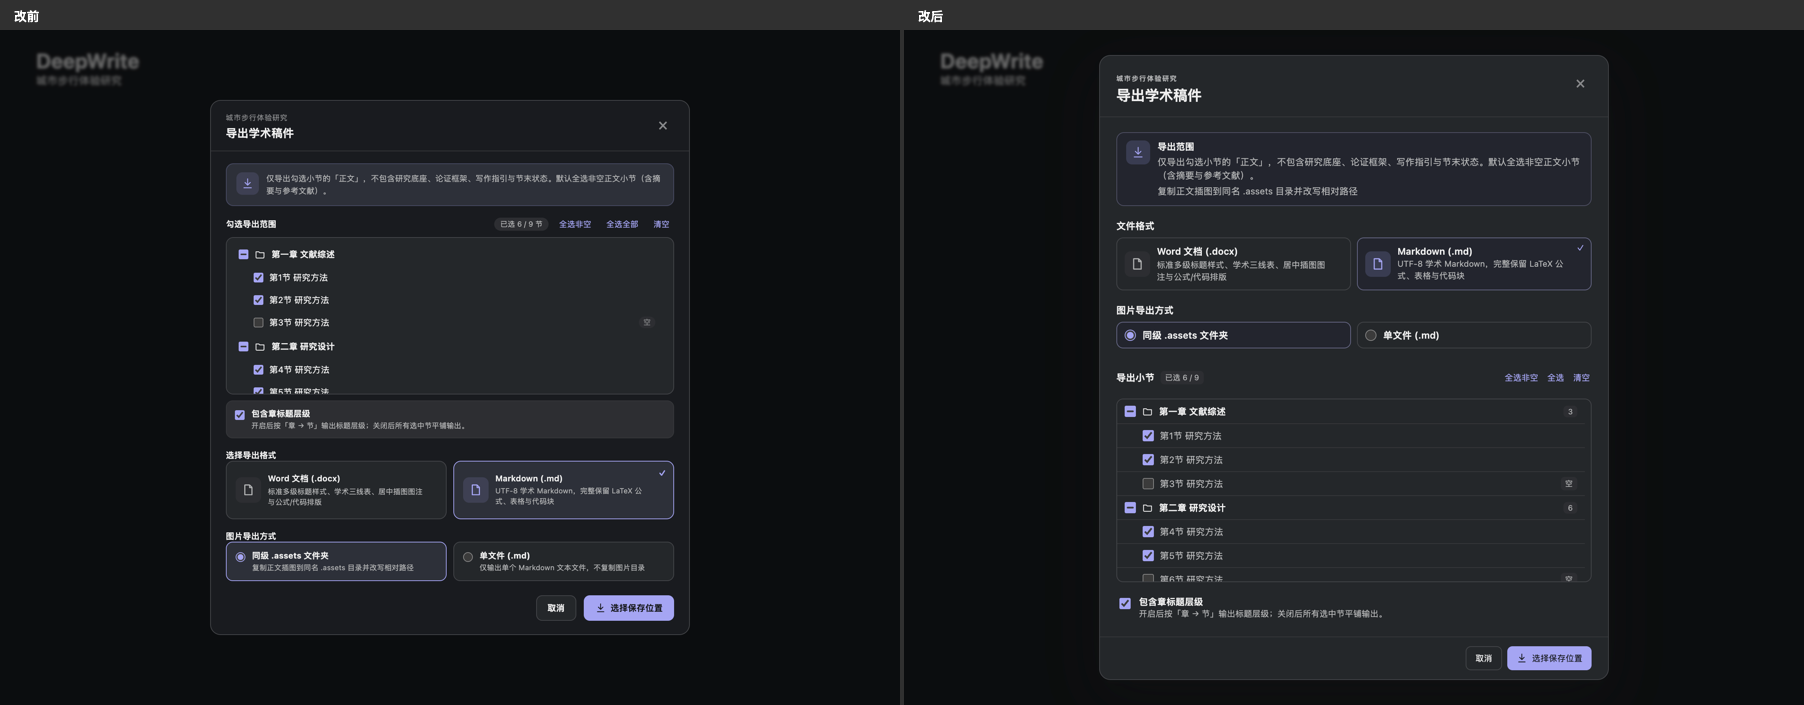 改前
DeepWrite
城市步行体验研究
城市步行体验研究
导出学术稿件
仅导出勾选小节的「正文」，不包含研究底座、论证框架、写作指引与节末状态。默认全选非空正文小节（含摘
要与参考文献）。
勾选导出范围
已选 6 / 9 节
全选非空
全选全部
清空
第一章 文献综述
第1节 研究方法
第2节 研究方法
第3节 研究方法
空
第二章 研究设计
第4节 研究方法
第5节 研究方法
包含章标题层级
开启后按「章 → 节」输出标题层级；关闭后所有选中节平铺输出。
选择导出格式
Word 文档 (.docx)
标准多级标题样式、学术三线表、居中插图图注
与公式/代码排版
Markdown (.md)
UTF-8 学术 Markdown，完整保留 LaTeX 公
式、表格与代码块
图片导出方式
同级 .assets 文件夹
复制正文插图到同名 .assets 目录并改写相对路径
单文件 (.md)
仅输出单个 Markdown 文本文件，不复制图片目录
取消
选择保存位置
改后
DeepWrite
城市步行体验研究
城市步行体验研究
导出学术稿件
导出范围
仅导出勾选小节的「正文」，不包含研究底座、论证框架、写作指引与节末状态。默认全选非空正文小节
（含摘要与参考文献）。
复制正文插图到同名 .assets 目录并改写相对路径
文件格式
Word 文档 (.docx)
标准多级标题样式、学术三线表、居中插图图
注与公式/代码排版
Markdown (.md)
UTF-8 学术 Markdown，完整保留 LaTeX 公
式、表格与代码块
图片导出方式
同级 .assets 文件夹
单文件 (.md)
导出小节
已选 6 / 9
全选非空
全选
清空
第一章 文献综述
3
第1节 研究方法
第2节 研究方法
第3节 研究方法
空
第二章 研究设计
6
第4节 研究方法
第5节 研究方法
第6节 研究方法
空
包含章标题层级
开启后按「章 → 节」输出标题层级；关闭后所有选中节平铺输出。
取消
选择保存位置